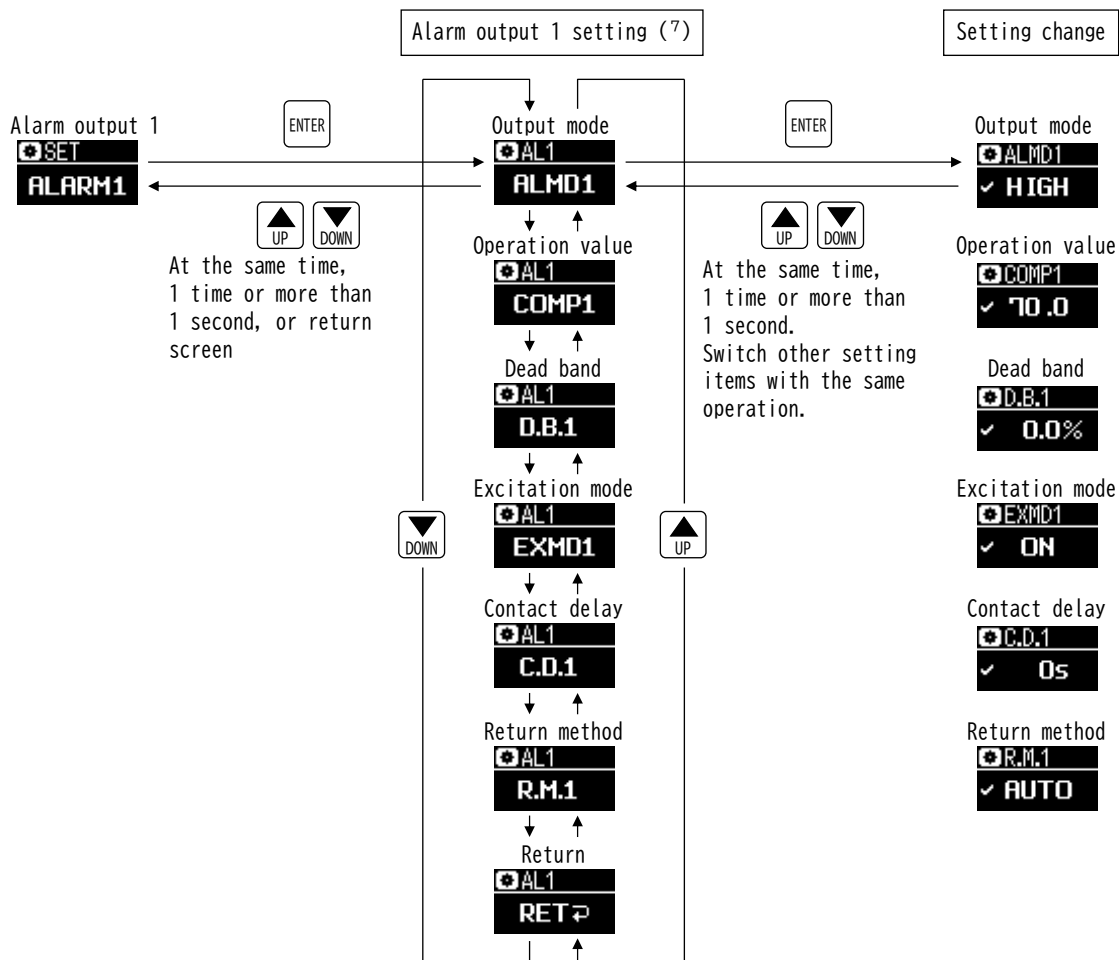 Alarm output 1 setting (7)
Setting change
Alarm output 1
SET
ALARM1
ENTER
UP
DOWN
At the same time,
1 time or more than
1 second, or return
screen
Output mode
AL1
ALMD1
Operation value
AL1
COMP1
Dead band
AL1
D.B.1
Excitation mode
AL1
EXMD1
Contact delay
AL1
C.D.1
Return method
AL1
R.M.1
Return
AL1
RET
DOWN
UP
ENTER
UP
DOWN
At the same time,
1 time or more than
1 second.
Switch other setting
items with the same
operation.
Output mode
ALMD1
✓ HIGH
Operation value
COMP1
✓ 70.0
Dead band
D.B.1
✓ 0.0%
Excitation mode
EXMD1
✓ ON
Contact delay
C.D.1
✓ 0s
Return method
R.M.1
✓ AUTO